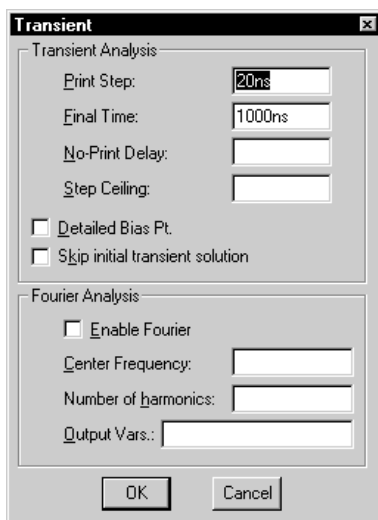 Transient
Transient Analysis
Print Step: 20ns
Final Time: 1000ns
No-Print Delay:
Step Ceiling:
Detailed Bias Pt.
Skip initial transient solution
Fourier Analysis
Enable Fourier
Center Frequency:
Number of harmonics:
Output Vars.:
OK Cancel